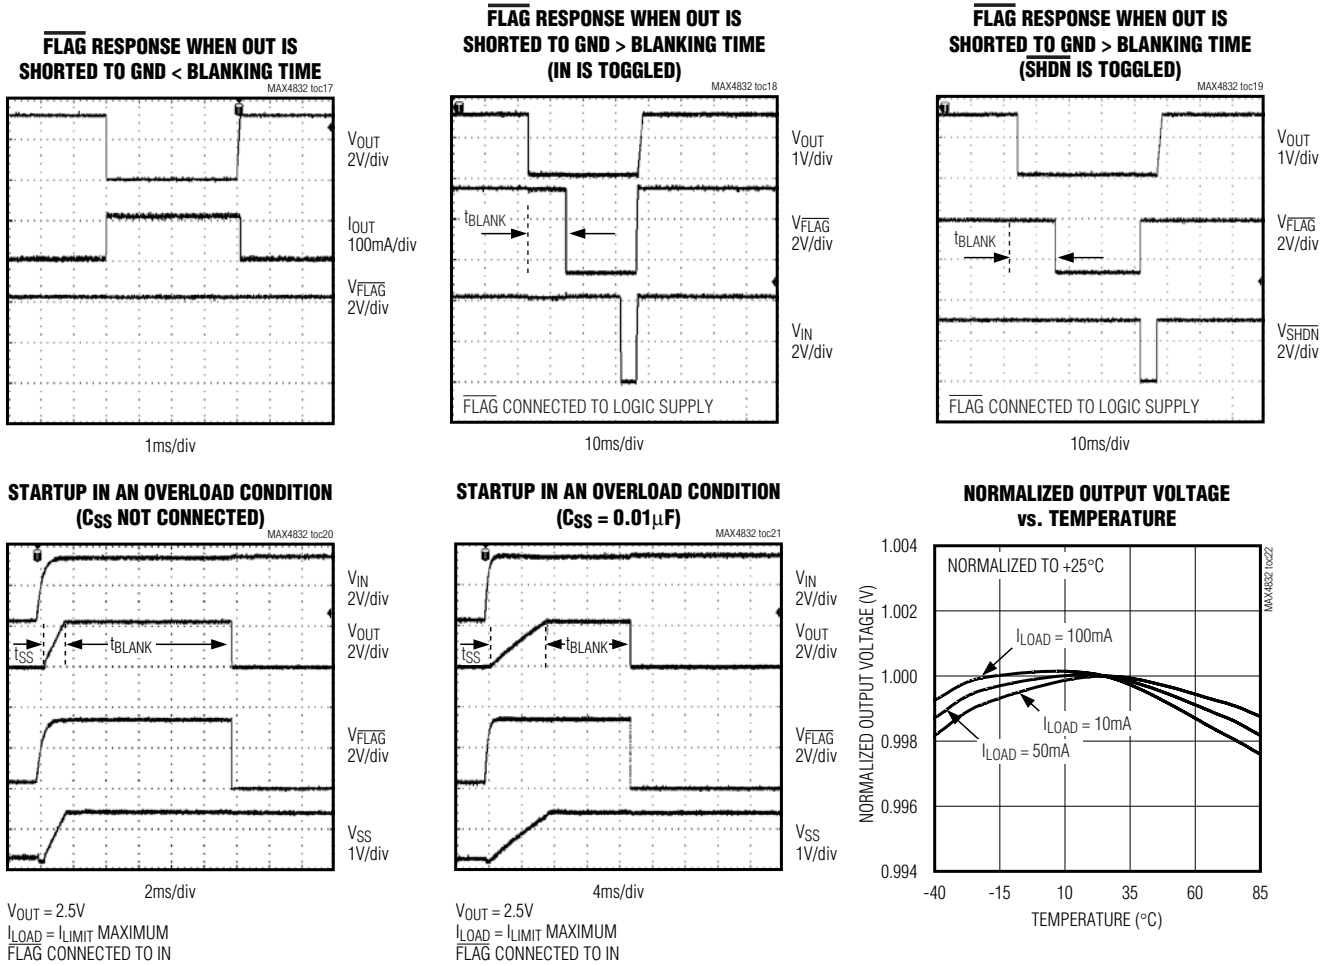 FLAG RESPONSE WHEN OUT IS
SHORTED TO GND < BLANKING TIME
MAX4832 toc17
VOUT
2V/div
IOUT
100mA/div
VFLAG
2V/div
1ms/div
FLAG RESPONSE WHEN OUT IS
SHORTED TO GND > BLANKING TIME
(IN IS TOGGLED)
MAX4832 toc18
VOUT
1V/div
tBLANK
VFLAG
2V/div
VIN
2V/div
FLAG CONNECTED TO LOGIC SUPPLY
10ms/div
FLAG RESPONSE WHEN OUT IS
SHORTED TO GND > BLANKING TIME
(SHDN IS TOGGLED)
MAX4832 toc19
VOUT
1V/div
tBLANK
VFLAG
2V/div
VSHDN
2V/div
FLAG CONNECTED TO LOGIC SUPPLY
10ms/div
STARTUP IN AN OVERLOAD CONDITION
(CSS NOT CONNECTED)
MAX4832 toc20
VIN
2V/div
VOUT
2V/div
tSS
tBLANK
VFLAG
2V/div
VSS
1V/div
2ms/div
VOUT = 2.5V
ILOAD = ILIMIT MAXIMUM
FLAG CONNECTED TO IN
STARTUP IN AN OVERLOAD CONDITION
(CSS = 0.01μF)
MAX4832 toc21
VIN
2V/div
VOUT
2V/div
tSS
tBLANK
VFLAG
2V/div
VSS
1V/div
4ms/div
VOUT = 2.5V
ILOAD = ILIMIT MAXIMUM
FLAG CONNECTED TO IN
NORMALIZED OUTPUT VOLTAGE
vs. TEMPERATURE
MAX4832 toc22
NORMALIZED TO +25°C
NORMALIZED OUTPUT VOLTAGE (V)
1.004
1.002
1.000
0.998
0.996
0.994
ILOAD = 100mA
ILOAD = 10mA
ILOAD = 50mA
-40 -15 10 35 60 85
TEMPERATURE (°C)